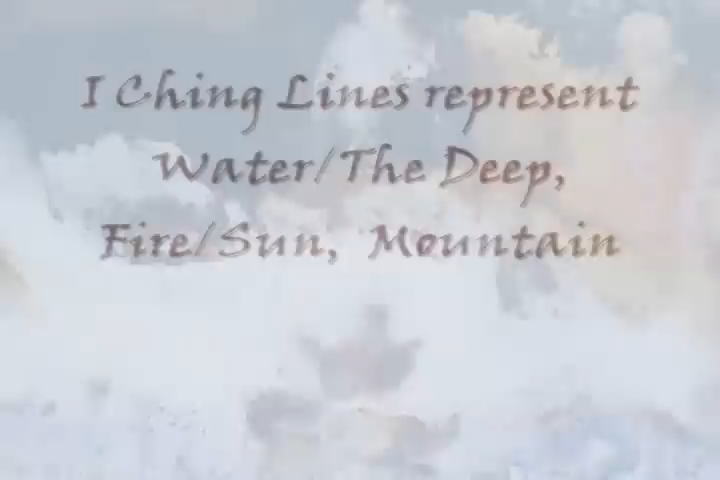 I Ching Lines represent
Water/The Deep,
Fire/Sun, Mountain